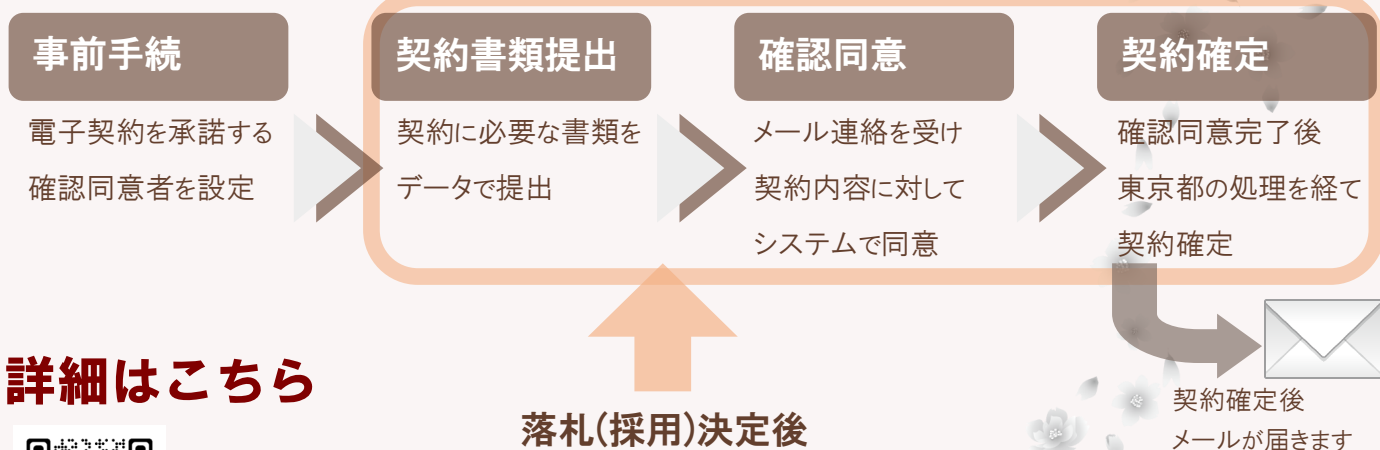 事前手続
電子契約を承諾する
確認同意者を設定
契約書類提出
契約に必要な書類を
データで提出
確認同意
メール連絡を受け
契約内容に対して
システムで同意
契約確定
確認同意完了後
東京都の処理を経て
契約確定
詳細はこちら
落札(採用)決定後
契約確定後
メールが届きます